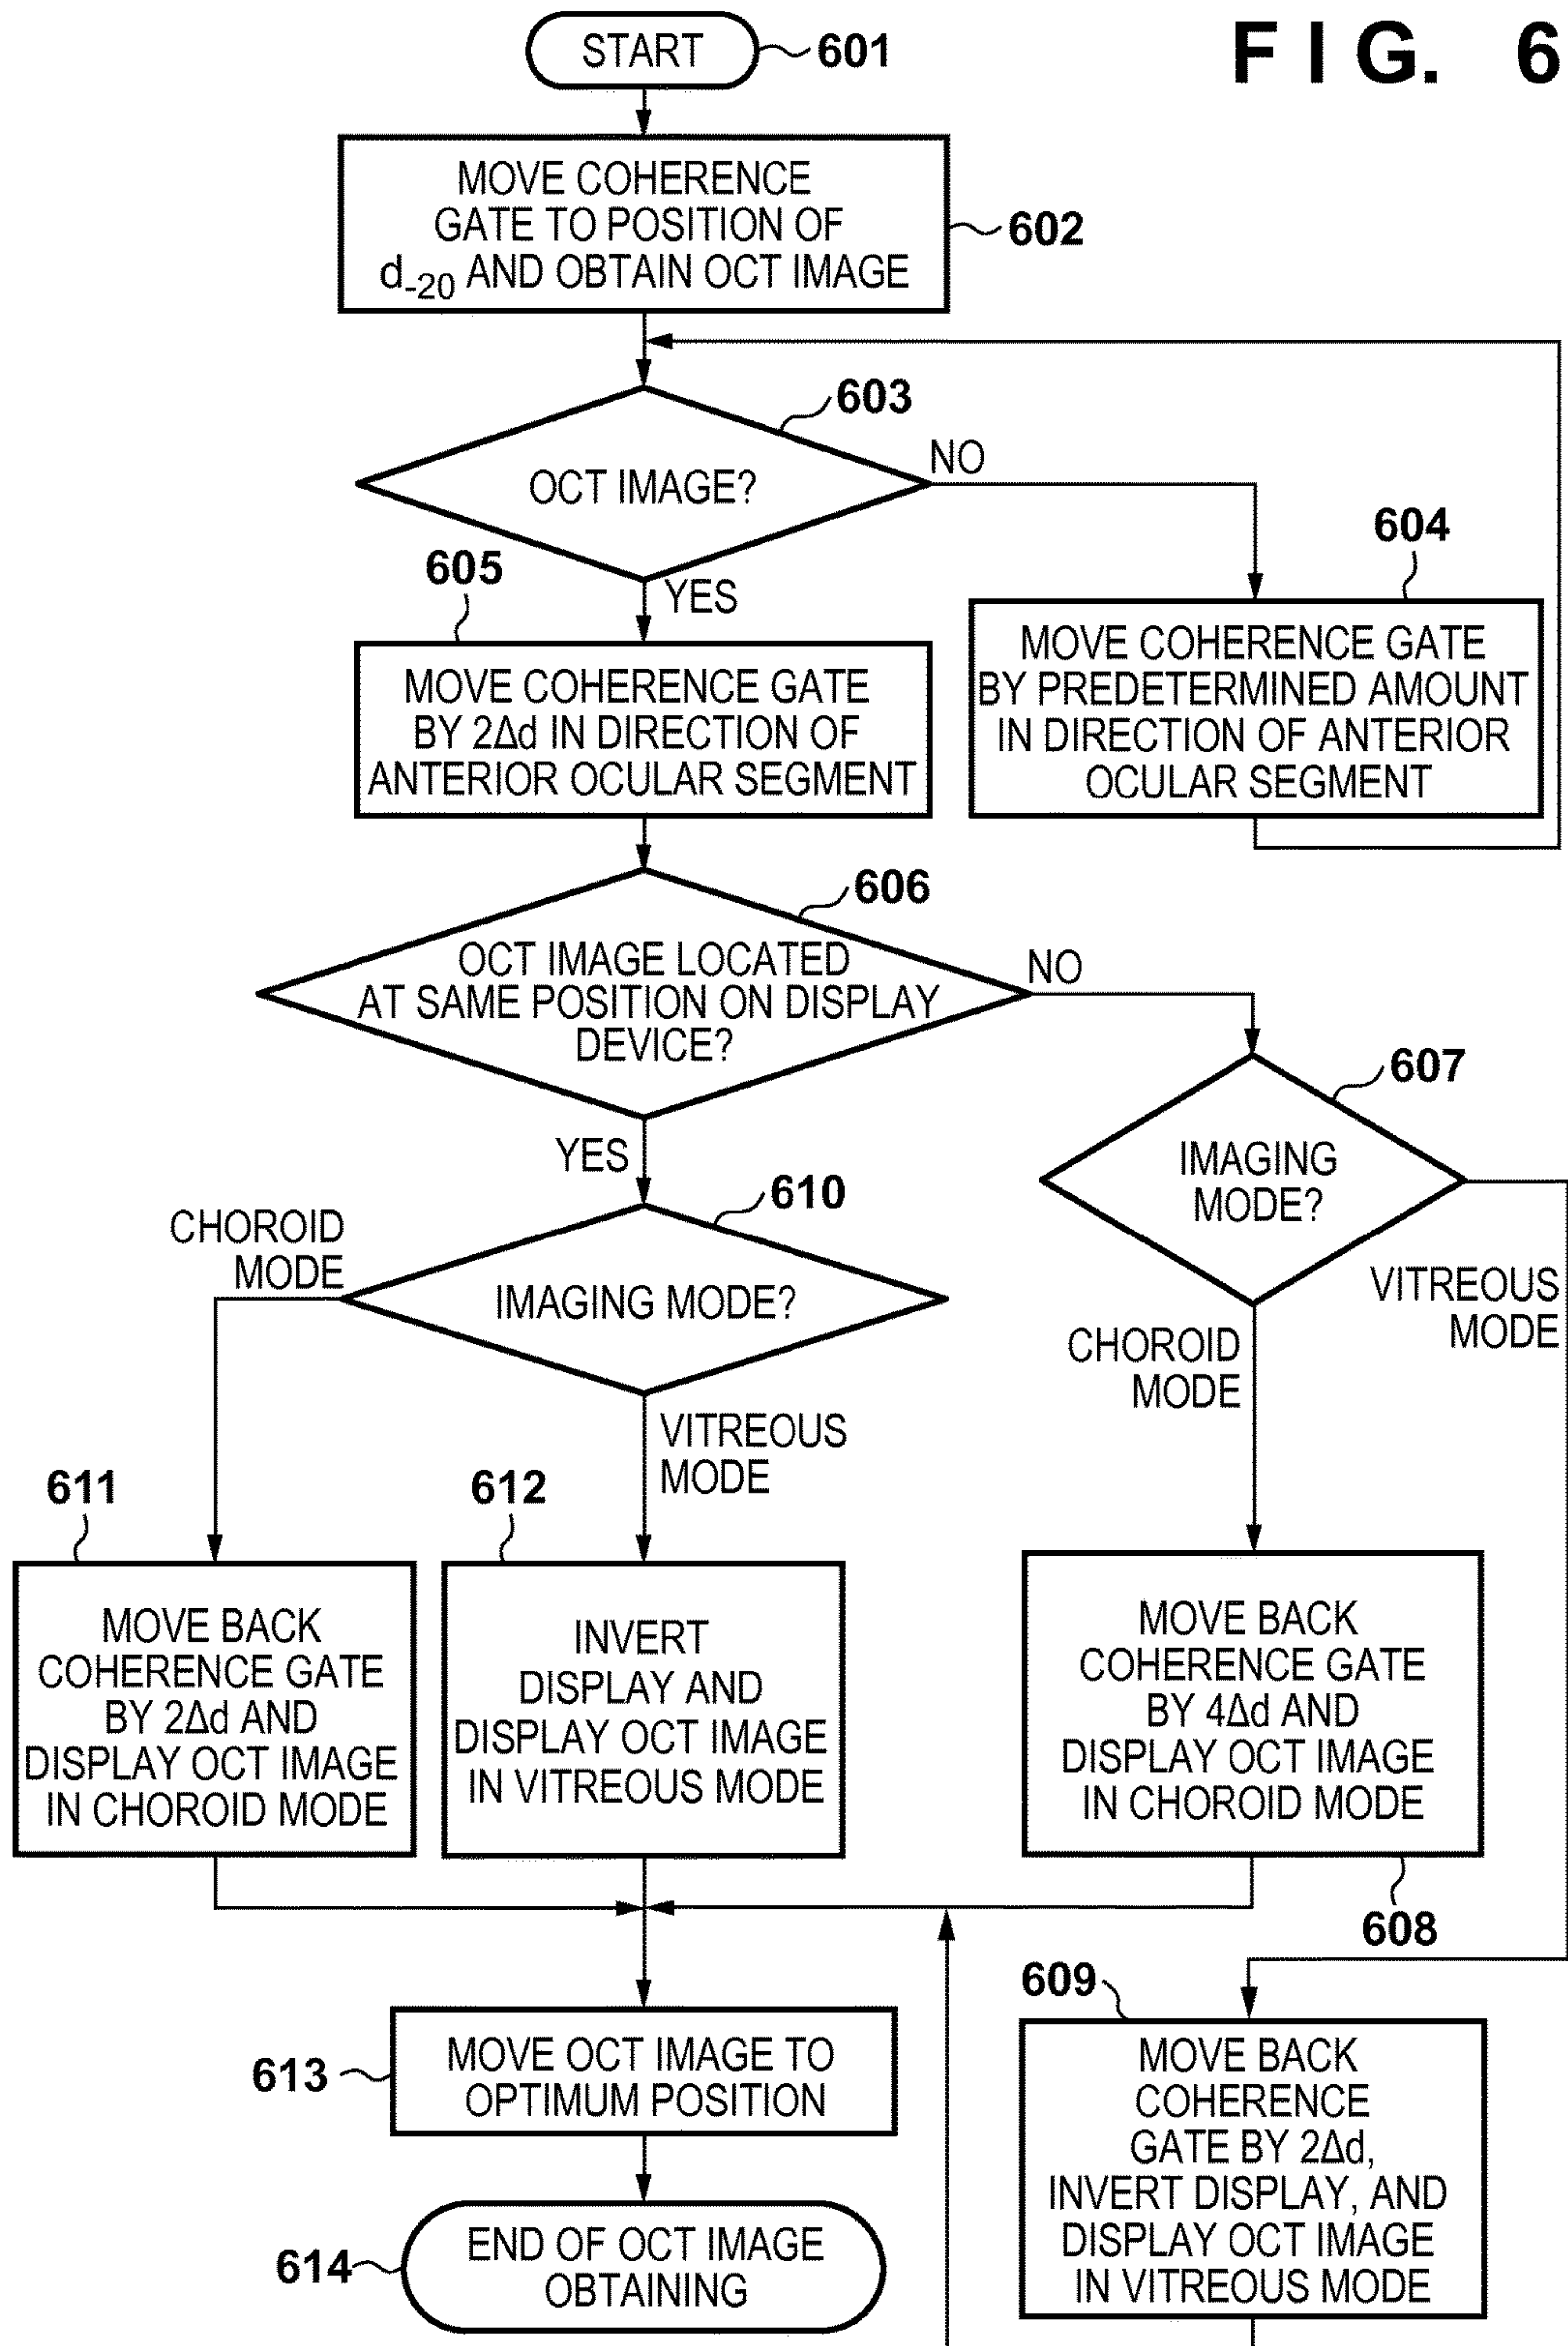 FIG. 6
START
601
MOVE COHERENCE
GATE TO POSITION OF
d-20 AND OBTAIN OCT IMAGE
602
603
OCT IMAGE?
NO
YES
604
MOVE COHERENCE GATE
BY PREDETERMINED AMOUNT
IN DIRECTION OF ANTERIOR
OCULAR SEGMENT
605
MOVE COHERENCE GATE
BY 2Δd IN DIRECTION OF
ANTERIOR OCULAR SEGMENT
606
OCT IMAGE LOCATED
AT SAME POSITION ON DISPLAY
DEVICE?
NO
YES
607
IMAGING
MODE?
VITREOUS
MODE
CHOROID
MODE
610
IMAGING MODE?
CHOROID
MODE
VITREOUS
MODE
611
MOVE BACK
COHERENCE GATE
BY 2Δd AND
DISPLAY OCT IMAGE
IN CHOROID MODE
612
INVERT
DISPLAY AND
DISPLAY OCT IMAGE
IN VITREOUS MODE
MOVE BACK
COHERENCE GATE
BY 4Δd AND
DISPLAY OCT IMAGE
IN CHOROID MODE
608
609
MOVE BACK
COHERENCE
GATE BY 2Δd,
INVERT DISPLAY, AND
DISPLAY OCT IMAGE
IN VITREOUS MODE
613
MOVE OCT IMAGE TO
OPTIMUM POSITION
614
END OF OCT IMAGE
OBTAINING